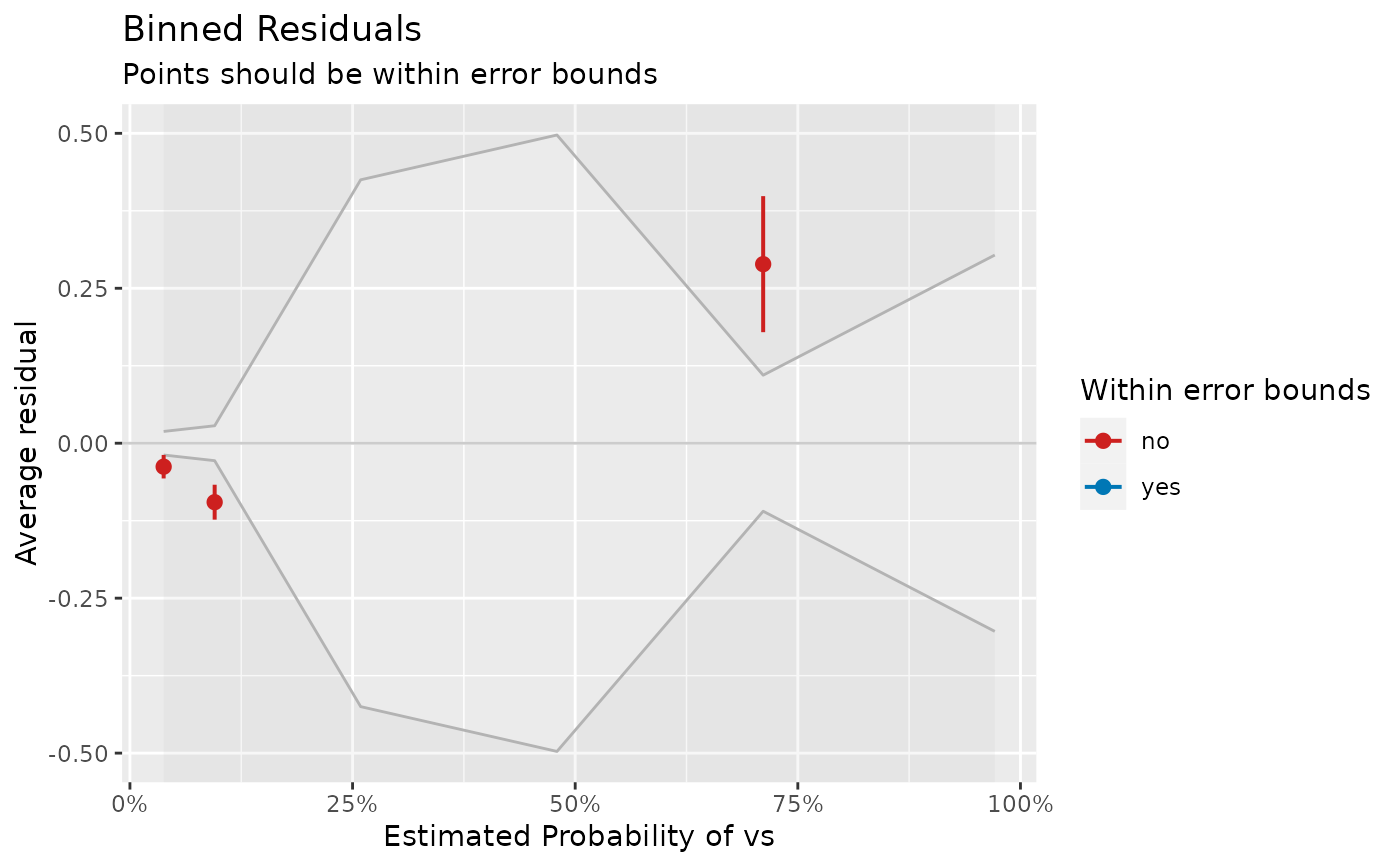 Binned Residuals
Points should be within error bounds
0.50
0.25
0.00
-0.25
-0.50
Average residual
0%
25%
50%
75%
100%
Estimated Probability of vs
Within error bounds
no
yes